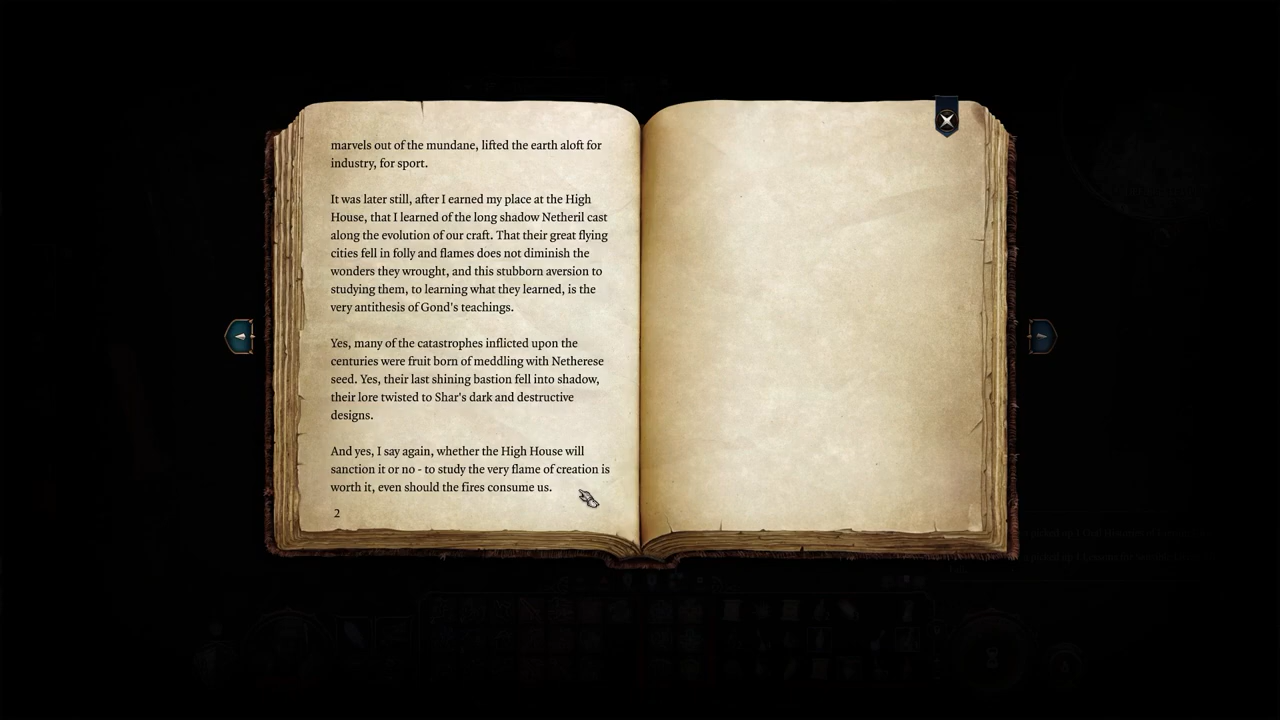 marvels out of the mundane, lifted the earth aloft for
industry, for sport.
It was later still, after I earned my place at the High
House, that I learned of the long shadow Netheril cast
along the evolution of our craft. That their great flying
cities fell in folly and flames does not diminish the
wonders they wrought, and this stubborn aversion to
studying them, to learning what they learned, is the
very antithesis of Gond's teachings.
Yes, many of the catastrophes inflicted upon the
centuries were fruit born of meddling with Netherese
seed. Yes, their last shining bastion fell into shadow,
their lore twisted to Shar's dark and destructive
designs.
And yes, I say again, whether the High House will
sanction it or no - to study the very flame of creation is
worth it, even should the fires consume us.
2